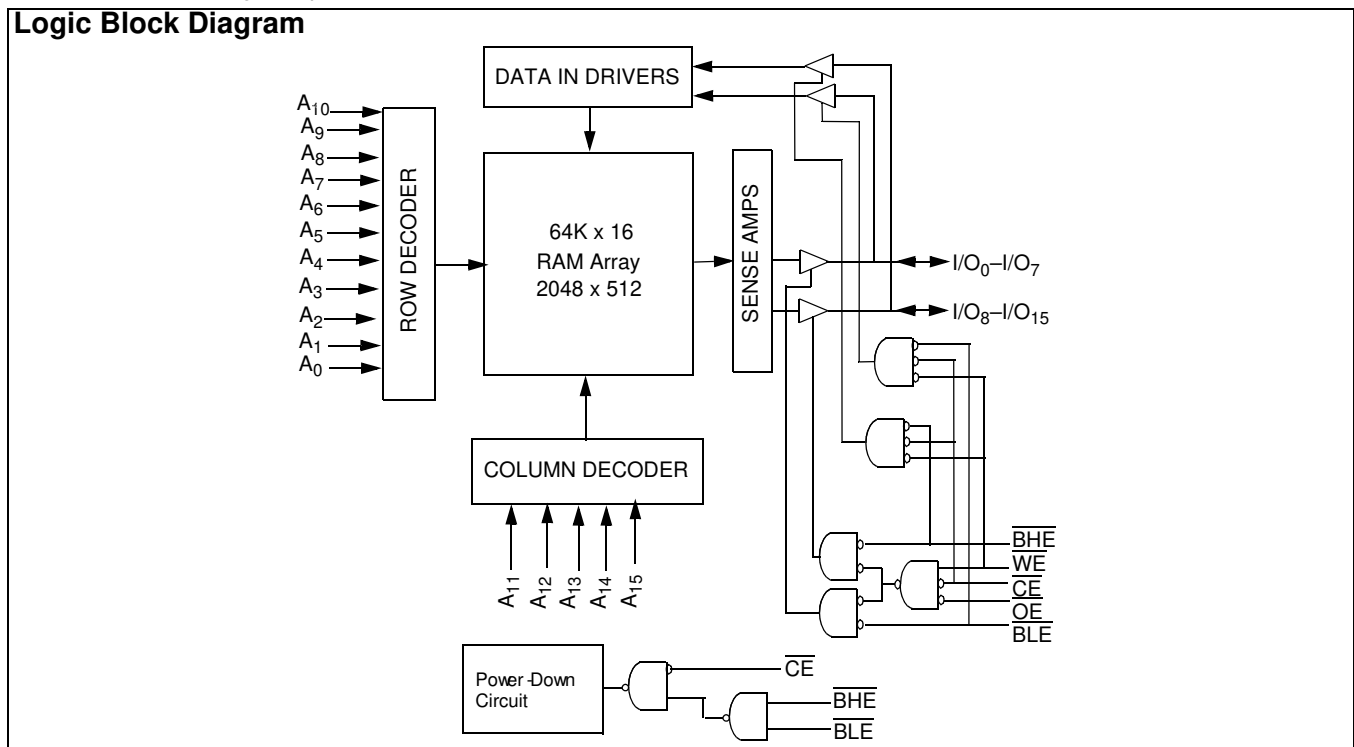 Logic Block Diagram
DATA IN DRIVERS
A10
A9
A8
A7
A6
A5
A4
A3
A2
A1
A0
ROW DECODER
64K x 16
RAM Array
2048 x 512
SENSE AMPS
I/O0–I/O7
I/O8–I/O15
COLUMN DECODER
A11
A12
A13
A14
A15
BHE
WE
CE
OE
BLE
Power-Down
Circuit
CE
BHE
BLE